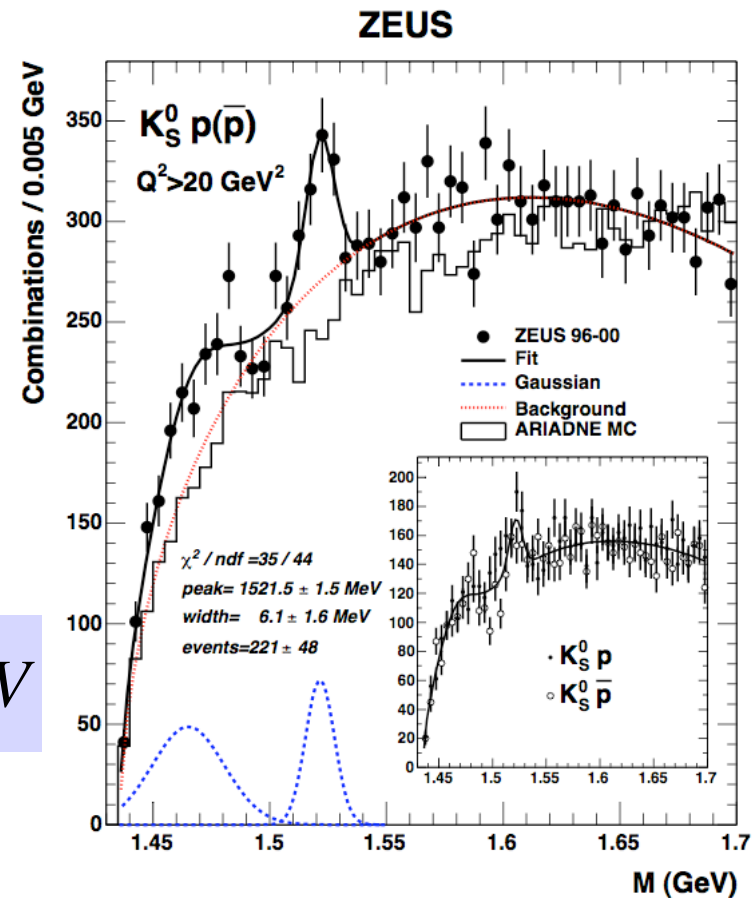 ZEUS
Combinations / 0.005 GeV
350
300
250
200
150
100
50
0
K⁰_S p(p̄)
Q²>20 GeV²
ZEUS 96-00
Fit
Gaussian
Background
ARIADNE MC
χ² / ndf =35 / 44
peak= 1521.5 ± 1.5 MeV
width= 6.1 ± 1.6 MeV
events=221 ± 48
V
200
180
160
140
120
100
80
60
40
20
0
K⁰_S p
K⁰_S p̄
1.45 1.5 1.55 1.6 1.65 1.7
1.45 1.5 1.55 1.6 1.65 1.7
M (GeV)